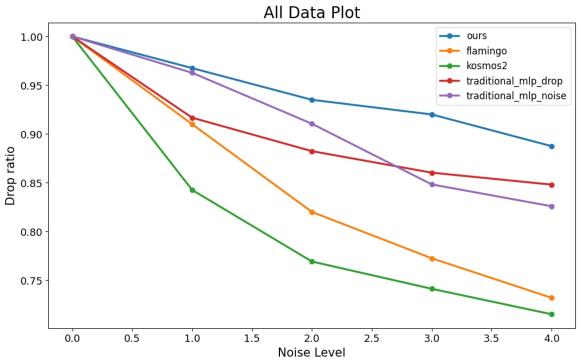 All Data Plot
ours
flamingo
kosmos2
traditional_mlp_drop
traditional_mlp_noise
Drop ratio
1.00
0.95
0.90
0.85
0.80
0.75
0.0 0.5 1.0 1.5 2.0 2.5 3.0 3.5 4.0
Noise Level